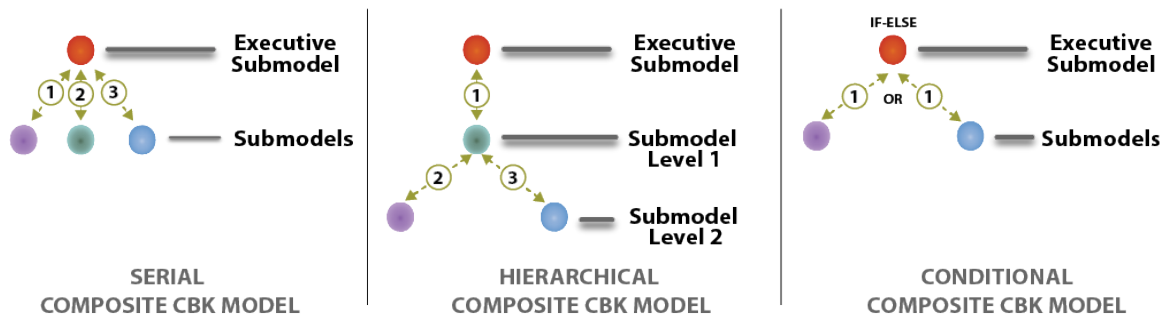 Executive
Submodel
1 2 3
Submodels
SERIAL
COMPOSITE CBK MODEL
Executive
Submodel
1
Submodel
Level 1
2 3
Submodel
Level 2
HIERARCHICAL
COMPOSITE CBK MODEL
IF-ELSE
Executive
Submodel
1 OR 1
Submodels
CONDITIONAL
COMPOSITE CBK MODEL